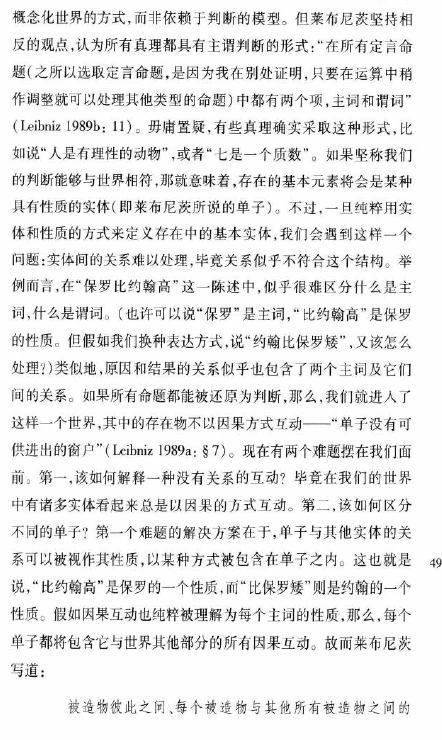 概念化世界的方式,而非依赖于判断的模型。但莱布尼茨坚持相
反的观点,认为所有真理都具有主谓判断的形式:“在所有定言命
题(之所以选取定言命题,是因为我在别处证明,只要在运算中稍
作调整就可以处理其他类型的命题)中都有两个项,主词和谓词”
(Leibniz 1989b: 11)。毋庸置疑,有些真理确实采取这种形式,比
如说“人是有理性的动物”,或者“七是一个质数”。如果坚称我们
的判断能够与世界相符,那就意味着,存在的基本元素将会是某种
具有性质的实体(即莱布尼茨所说的单子)。不过,一旦纯粹用实
体和性质的方式来定义存在中的基本实体,我们会遇到这样一个
问题:实体间的关系难以处理,毕竟关系似乎不符合这个结构。举
例而言,在“保罗比约翰高”这一陈述中,似乎很难区分什么是主
词,什么是谓词。(也许可以说“保罗”是主词,“比约翰高”是保罗
的性质。但假如我们换种表达方式,说“约翰比保罗矮”,又该怎么
处理?)类似地,原因和结果的关系似乎也包含了两个主词及它们
间的关系。如果所有命题都能被还原为判断,那么,我们就进入了
这样一个世界,其中的存在物不以因果方式互动——“单子没有可
供进出的窗户”(Leibniz 1989a: §7)。现在有两个难题摆在我们面
前。第一,该如何解释一种没有关系的互动?毕竟在我们的世界
中有诸多实体看起来总是以因果的方式互动。第二,该如何区分
不同的单子?第一个难题的解决方案在于,单子与其他实体的关
系可以被视作其性质,以某种方式被包含在单子之内。这也就是
49
说,“比约翰高”是保罗的一个性质,而“比保罗矮”则是约翰的一个
性质。假如因果互动也纯粹被理解为每个主词的性质,那么,每个
单子都将包含它与世界其他部分的所有因果互动。故而莱布尼茨
写道:
被造物彼此之间、每个被造物与其他所有被造物之间的